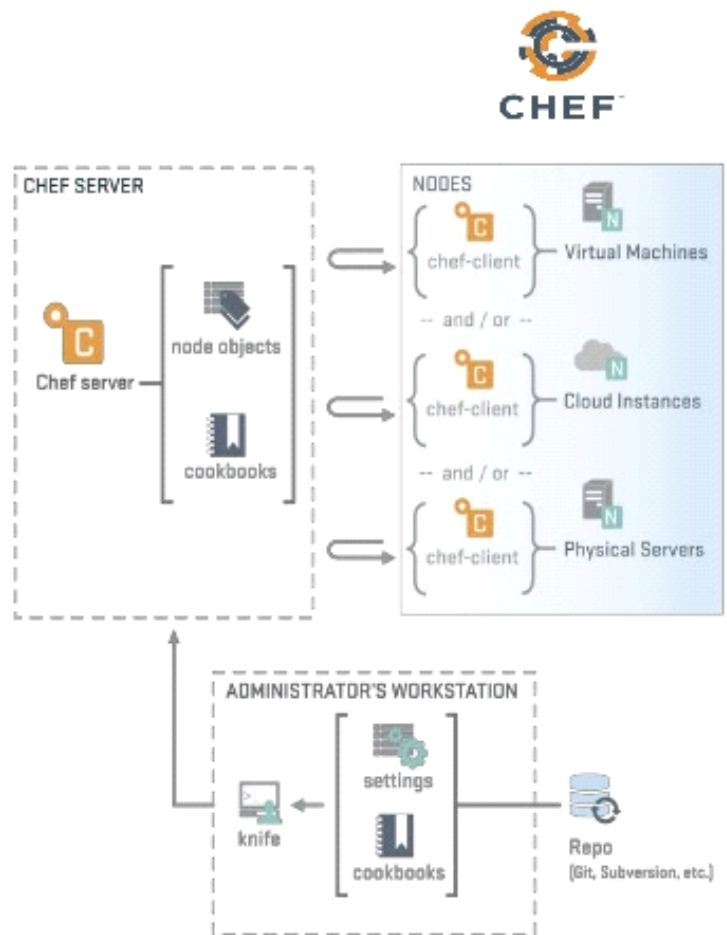 CHEF™
CHEF SERVER
Chef server
node objects
cookbooks
NODES
chef-client
Virtual Machines
-- and / or --
chef-client
Cloud Instances
-- and / or --
chef-client
Physical Servers
ADMINISTRATOR'S WORKSTATION
knife
settings
cookbooks
Repo
(Git, Subversion, etc.)
C
C
N
C
N
C
N